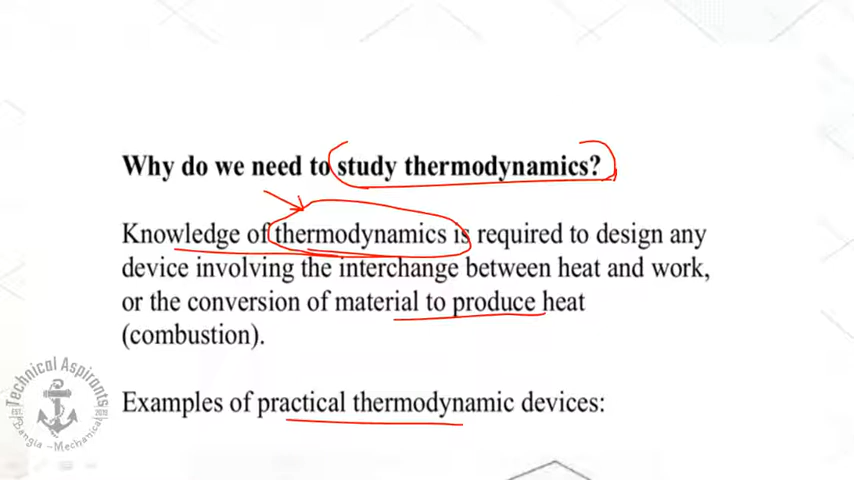 Why do we need to study thermodynamics?
Knowledge of thermodynamics is required to design any
device involving the interchange between heat and work,
or the conversion of material to produce heat
(combustion).
Examples of practical thermodynamic devices:
Technical Aspirants
Bangla -Mechanical